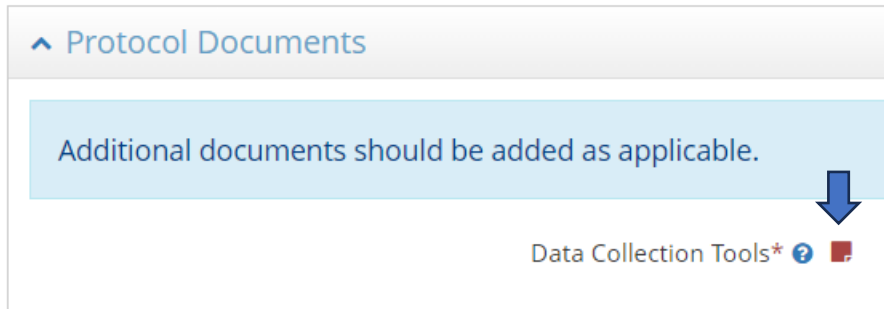 Protocol Documents
Additional documents should be added as applicable.
Data Collection Tools* ?